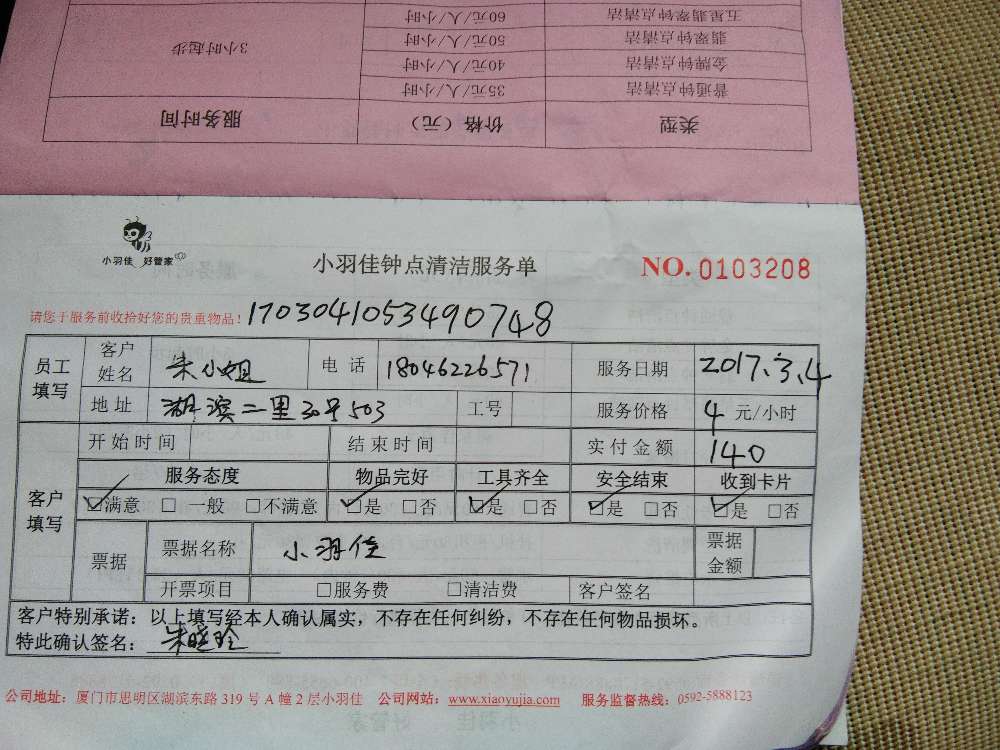 五星翡翠钟点清洁 60元/人/小时
翡翠钟点清洁 50元/人/小时 3小时起步
金牌钟点清洁 40元/人/小时
普通钟点清洁 35元/人/小时
类型 价格（元） 服务时间
小羽佳 好管家
小羽佳钟点清洁服务单 NO. 0103208
请您于服务前收拾好您的贵重物品! 1703041053490748
员工填写 客户姓名 朱小姐 电话 18046226571 服务日期 2017.3.4
地址 湖滨二里30号503 工号 服务价格 4 元/小时
开始时间 结束时间 实付金额 140
客户填写 服务态度 物品完好 工具齐全 安全结束 收到卡片
☑满意 □ 一般 □不满意 ☑是 □否 ☑是 □否 ☑是 □否 ☑是 □否
票据 票据名称 小羽佳 票据金额
开票项目 □服务费 □清洁费 客户签名
客户特别承诺：以上填写经本人确认属实，不存在任何纠纷，不存在任何物品损坏。
特此确认签名：朱晓玲
公司地址：厦门市思明区湖滨东路 319 号 A 幢 2 层小羽佳 公司网站：www.xiaoyujia.com 服务监督热线：0592-5888123